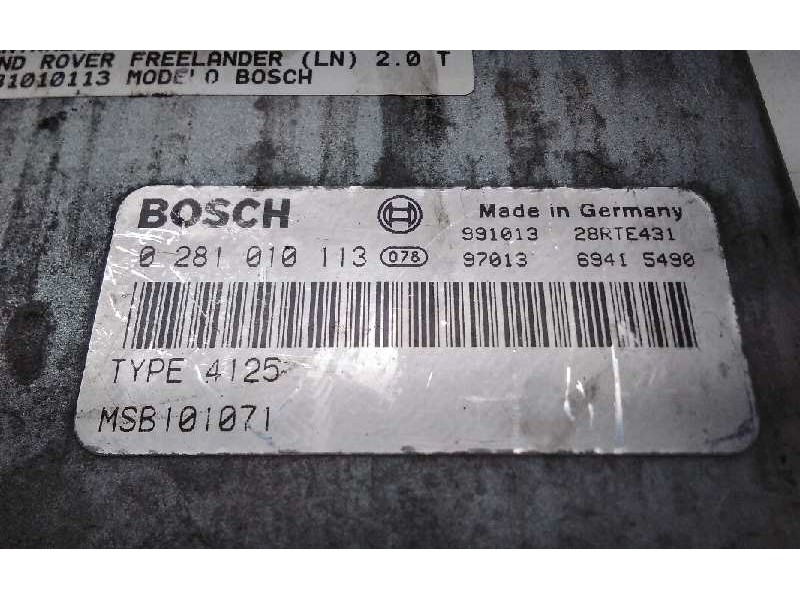 ND ROVER FREELANDER (LN) 2.0 T
81010113 MODELO BOSCH
BOSCH Made in Germany
991013 28RTE431
0 281 010 113 078 97013 6941 5490
TYPE 4125
MSB101071